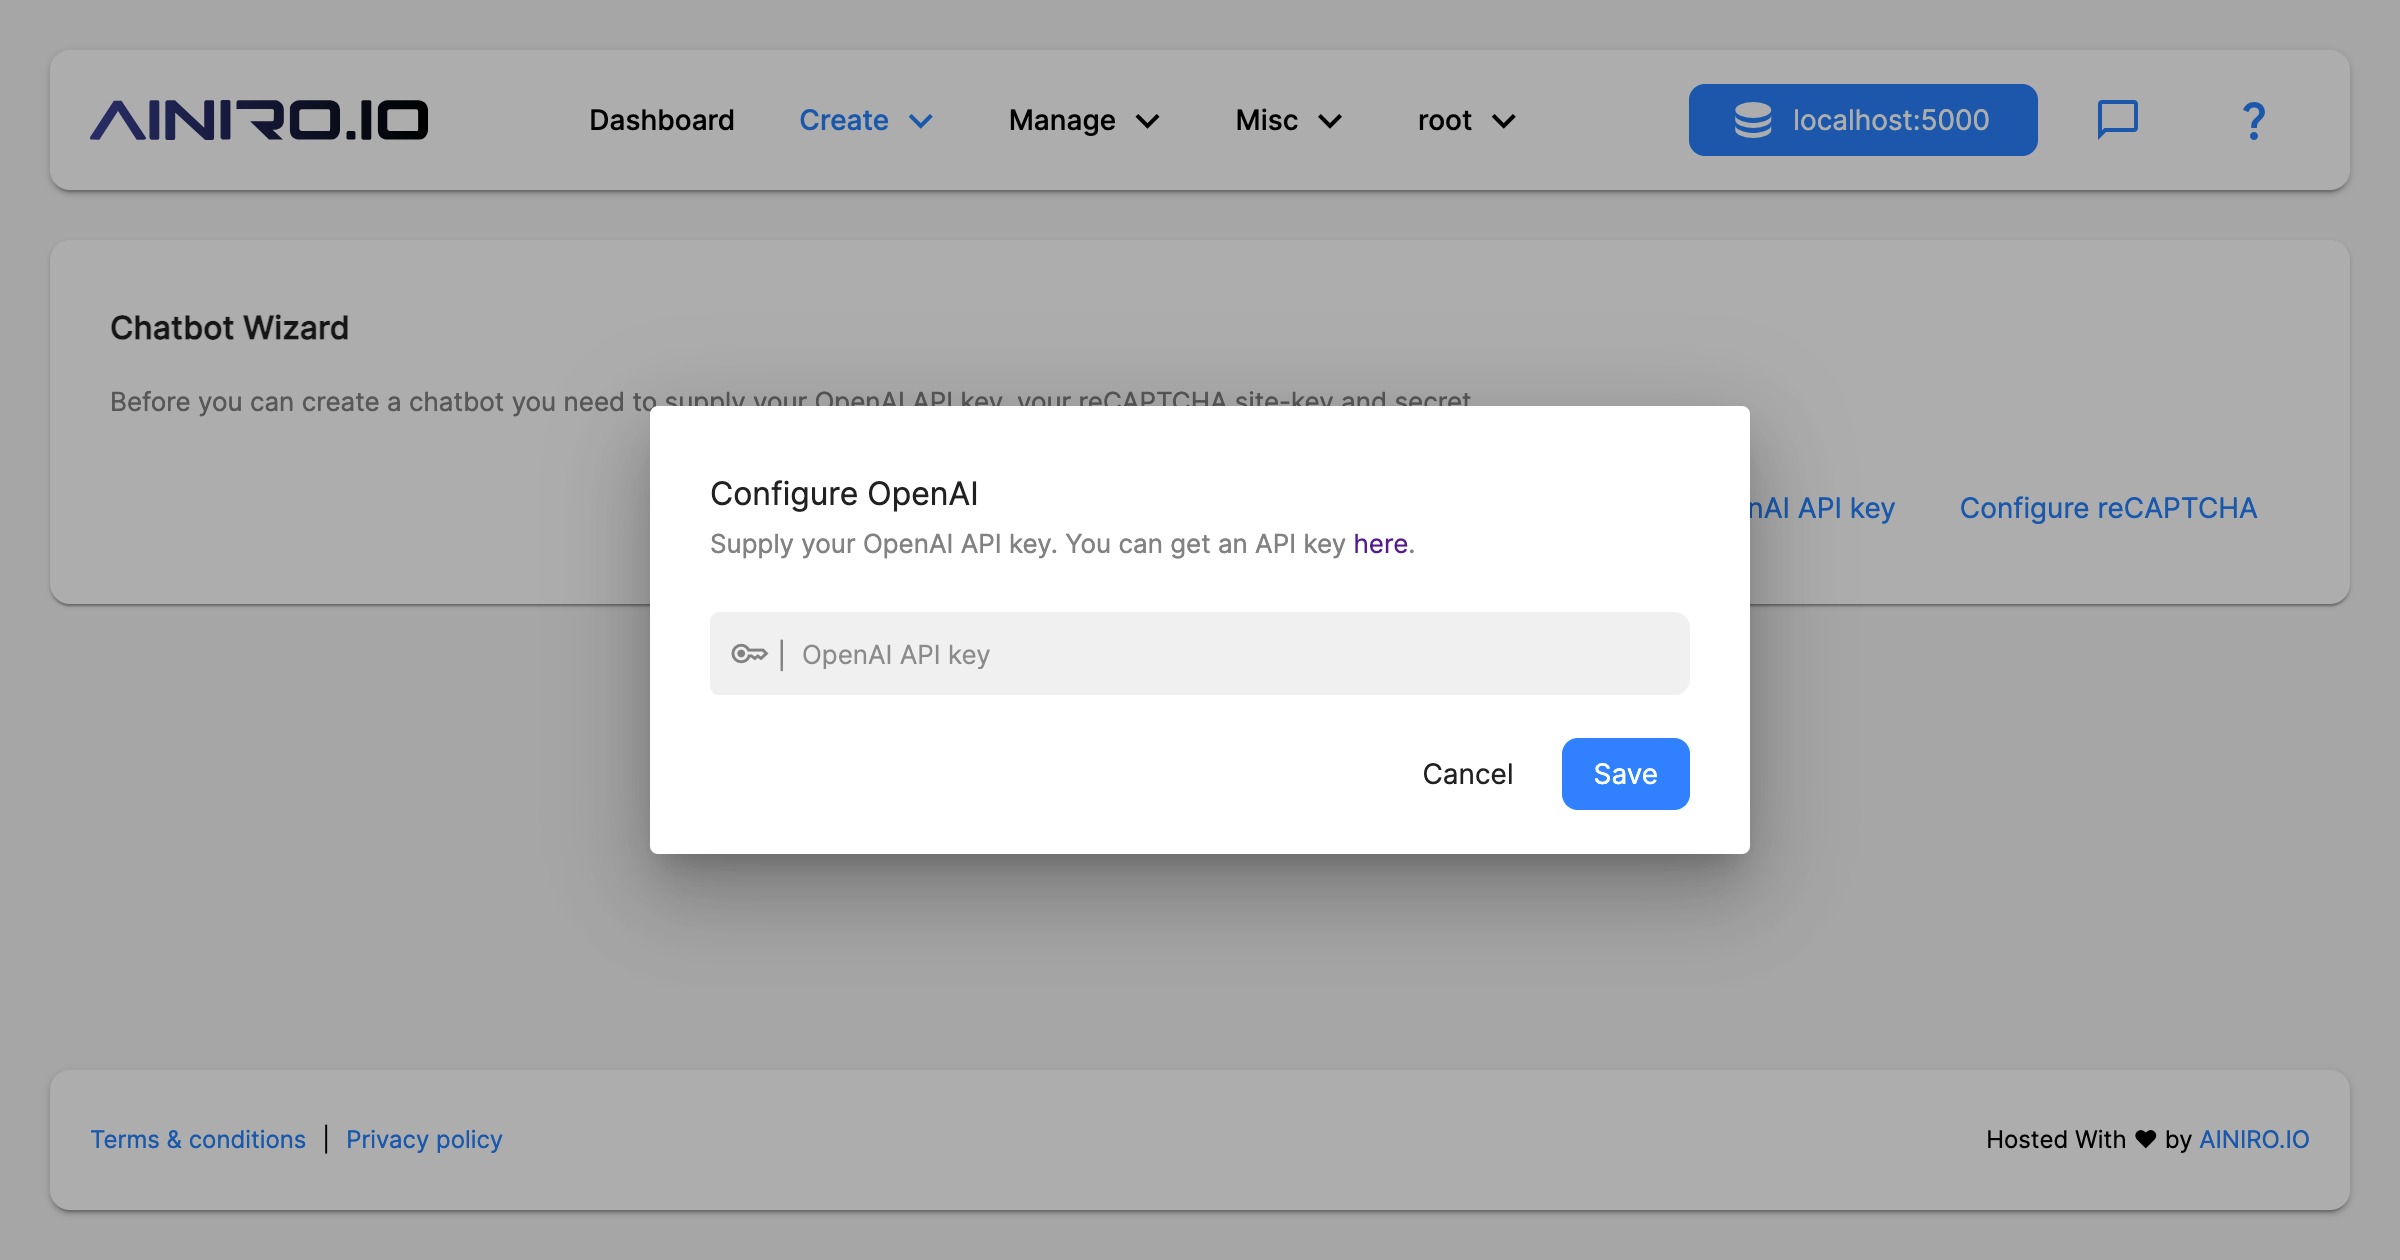 AINIRO.IO Dashboard Create Manage Misc root localhost:5000 ?
Chatbot Wizard
Before you can create a chatbot you need to supply your OpenAI API key, your reCAPTCHA site-key and secret
Configure OpenAI
Supply your OpenAI API key. You can get an API key here.
API key Configure reCAPTCHA
OpenAI API key
Cancel Save
Terms & conditions | Privacy policy Hosted With ♥ by AINIRO.IO